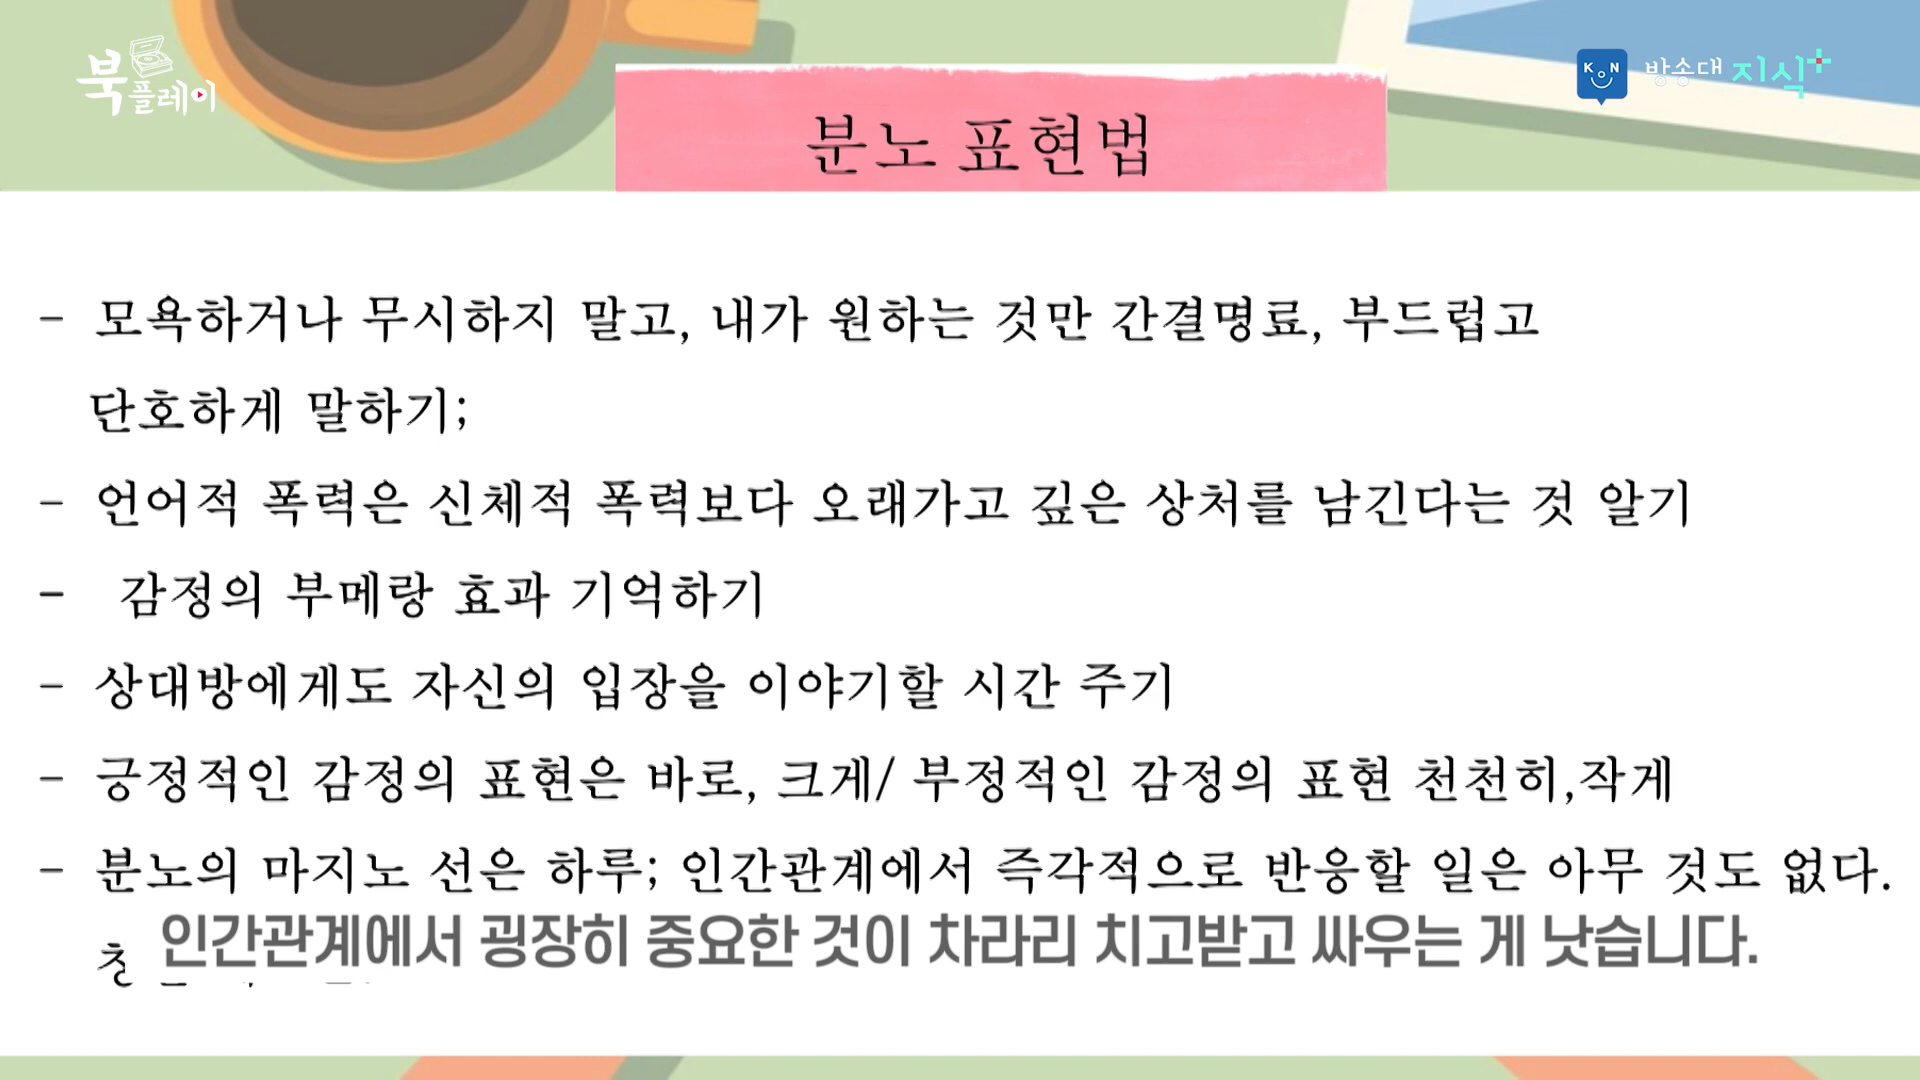 북플레이
KON 방송대 지식+
분노 표현법
- 모욕하거나 무시하지 말고, 내가 원하는 것만 간결명료, 부드럽고
단호하게 말하기;
- 언어적 폭력은 신체적 폭력보다 오래가고 깊은 상처를 남긴다는 것 알기
- 감정의 부메랑 효과 기억하기
- 상대방에게도 자신의 입장을 이야기할 시간 주기
- 긍정적인 감정의 표현은 바로, 크게/ 부정적인 감정의 표현 천천히,작게
- 분노의 마지노 선은 하루; 인간관계에서 즉각적으로 반응할 일은 아무 것도 없다.
인간관계에서 굉장히 중요한 것이 차라리 치고받고 싸우는 게 낫습니다.